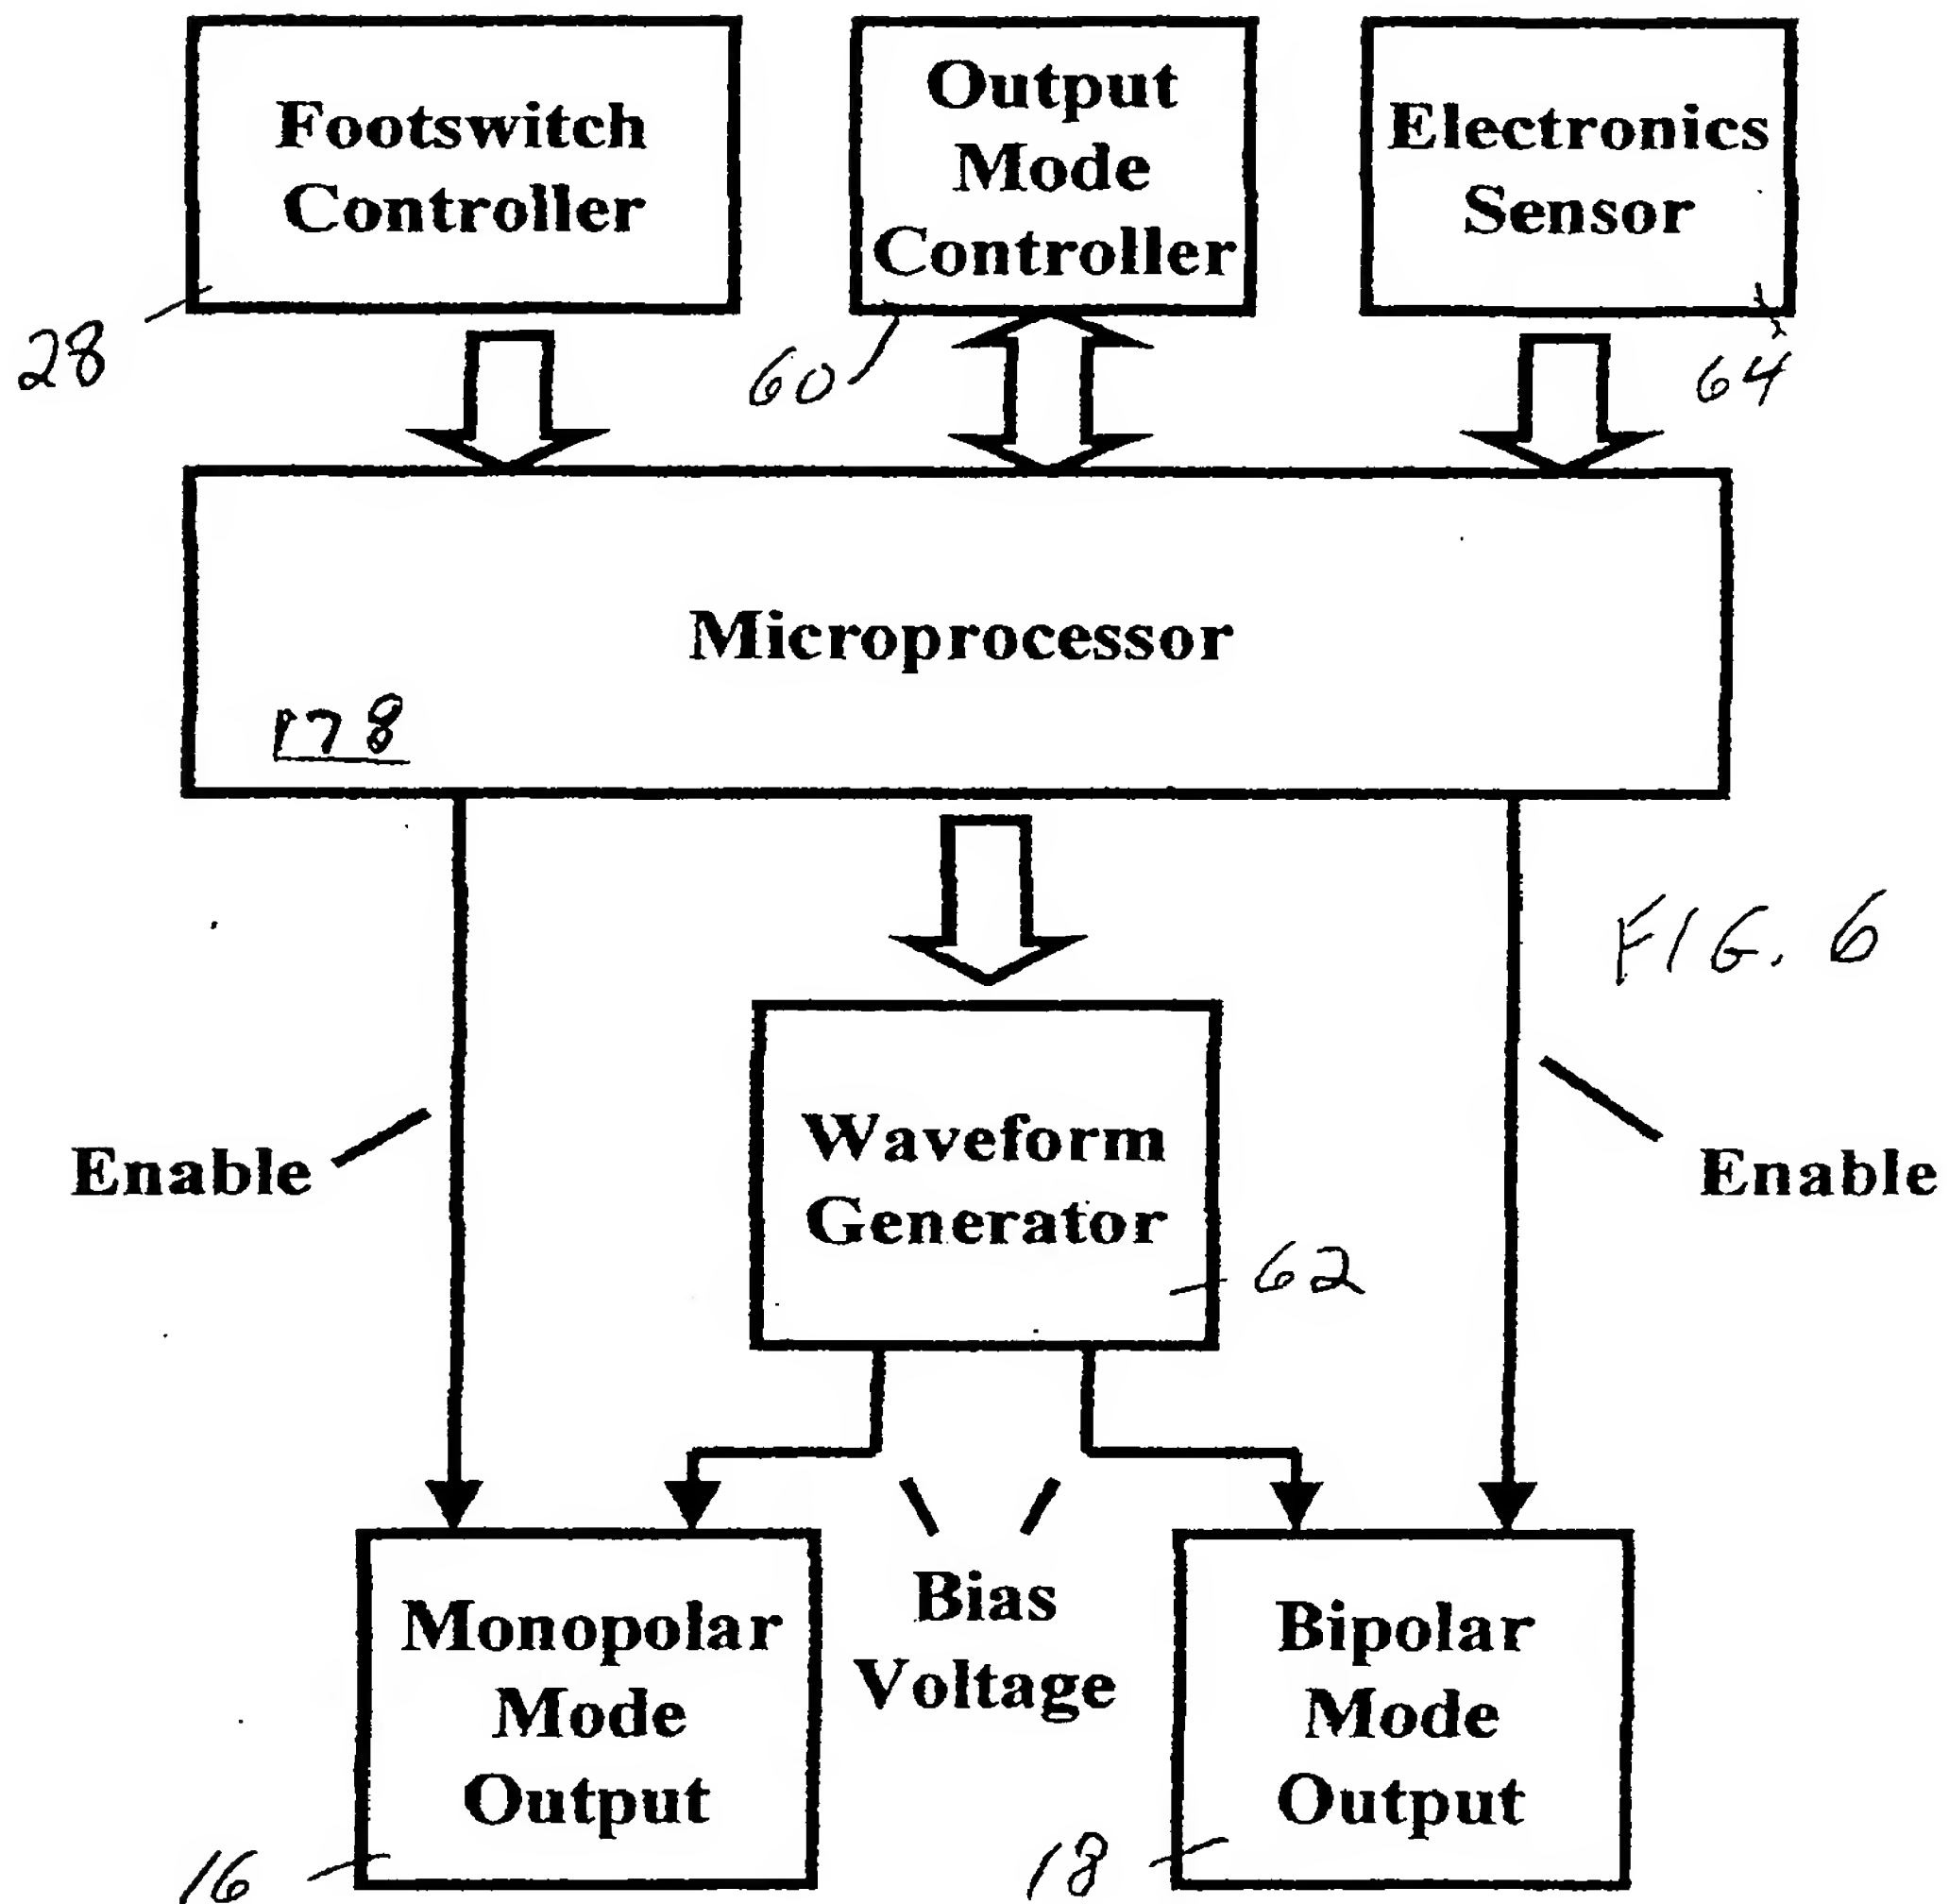 Footswitch
Controller
28
Output
Mode
Controller
60
Electronics
Sensor
64
Microprocessor
178
FIG. 6
Enable
Waveform
Generator
62
Enable
Monopolar
Mode
Output
16
Bias
Voltage
Bipolar
Mode
Output
18